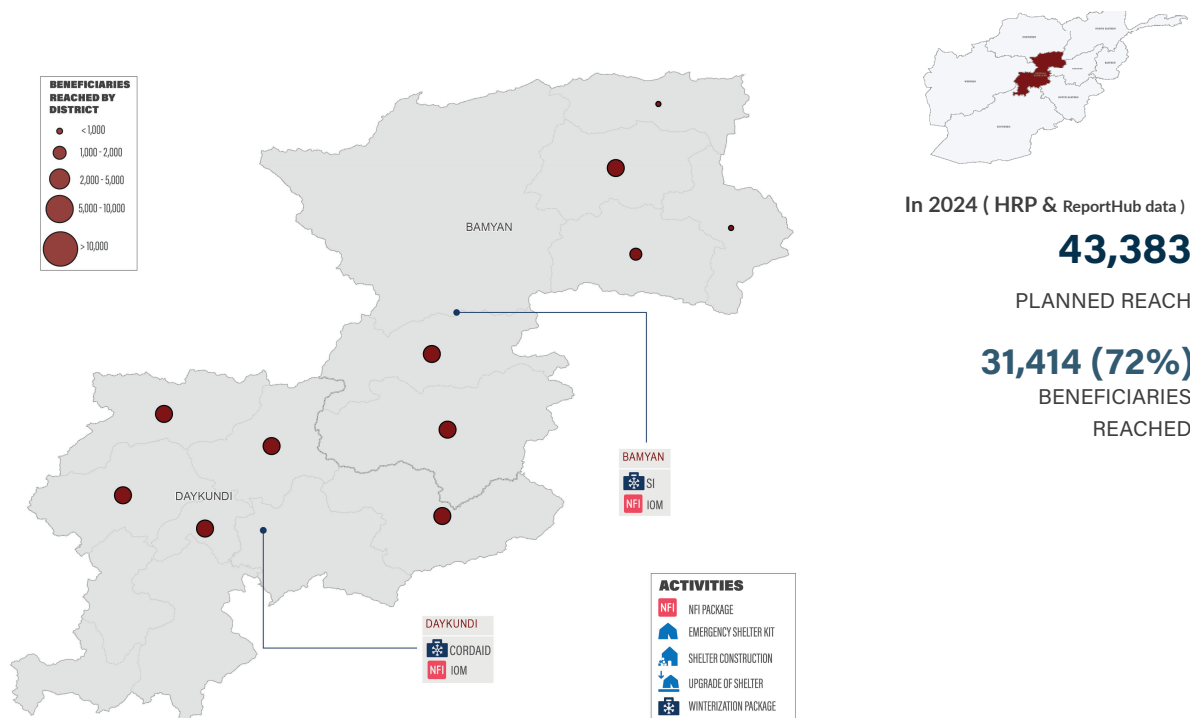 BENEFICIARIES
REACHED BY
DISTRICT
< 1,000
1,000 - 2,000
2,000 - 5,000
5,000 - 10,000
> 10,000
In 2024 ( HRP & ReportHub data )
43,383
PLANNED REACH
31,414 (72%)
BENEFICIARIES
REACHED
BAMYAN
DAYKUNDI
BAMYAN
SI
NFI IOM
DAYKUNDI
CORDAID
NFI IOM
ACTIVITIES
NFI NFI PACKAGE
EMERGENCY SHELTER KIT
SHELTER CONSTRUCTION
UPGRADE OF SHELTER
WINTERIZATION PACKAGE